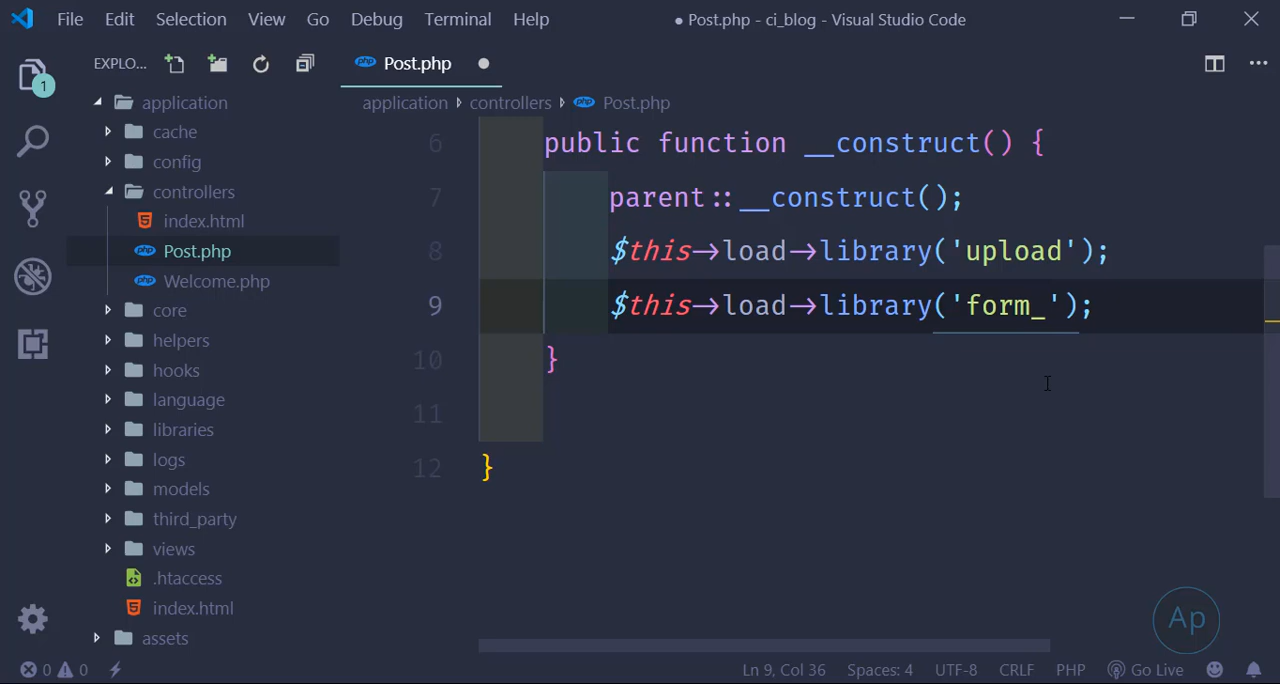 File Edit Selection View Go Debug Terminal Help ● Post.php - ci_blog - Visual Studio Code
EXPLO... Post.php
application controllers Post.php
application
cache
config
controllers
index.html
Post.php
Welcome.php
core
helpers
hooks
language
libraries
logs
models
third_party
views
.htaccess
index.html
assets
1
6 public function __construct() {
7 parent::__construct();
8 $this->load->library('upload');
9 $this->load->library('form_');
10 }
11
12 }
Ap
0 0 Ln 9, Col 36 Spaces: 4 UTF-8 CRLF PHP Go Live